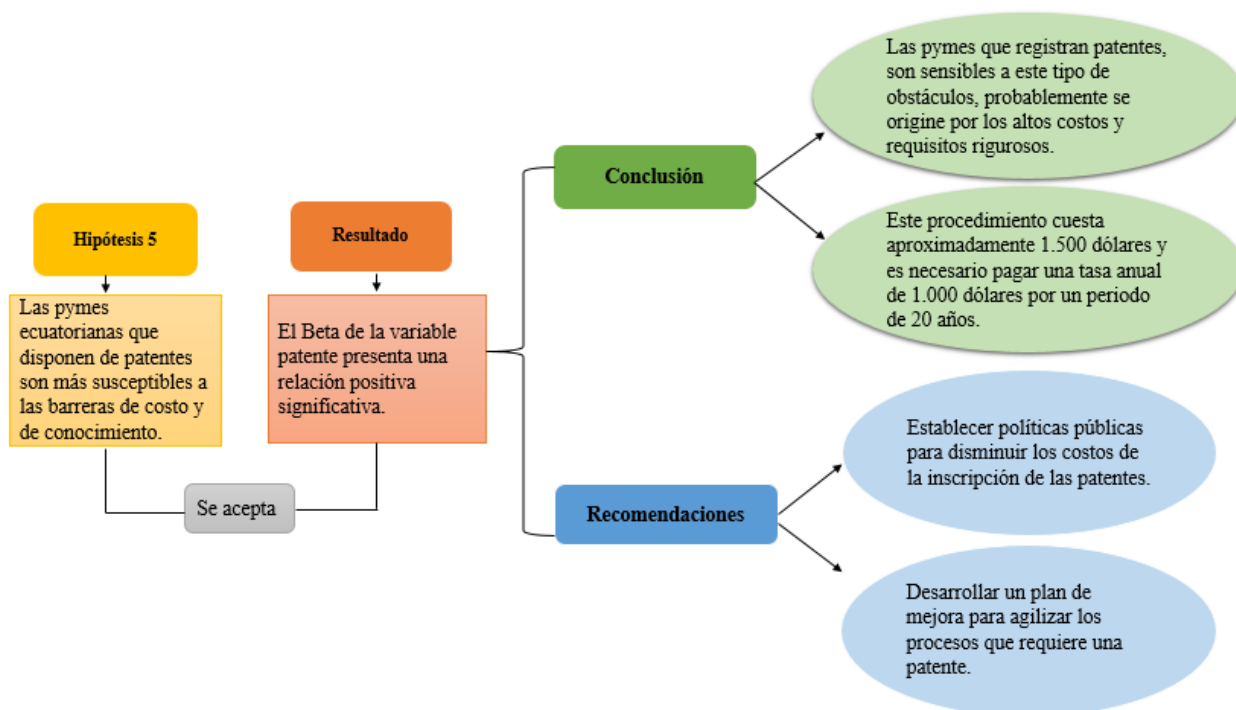 Hipótesis 5
Las pymes
ecuatorianas que
disponen de patentes
son más susceptibles a
las barreras de costo y
de conocimiento.
Resultado
El Beta de la variable
patente presenta una
relación positiva
significativa.
Se acepta
Conclusión
Las pymes que registran patentes,
son sensibles a este tipo de
obstáculos, probablemente se
origine por los altos costos y
requisitos rigurosos.
Este procedimiento cuesta
aproximadamente 1.500 dólares y
es necesario pagar una tasa anual
de 1.000 dólares por un periodo
de 20 años.
Recomendaciones
Establecer políticas públicas
para disminuir los costos de
la inscripción de las patentes.
Desarrollar un plan de
mejora para agilizar los
procesos que requiere una
patente.